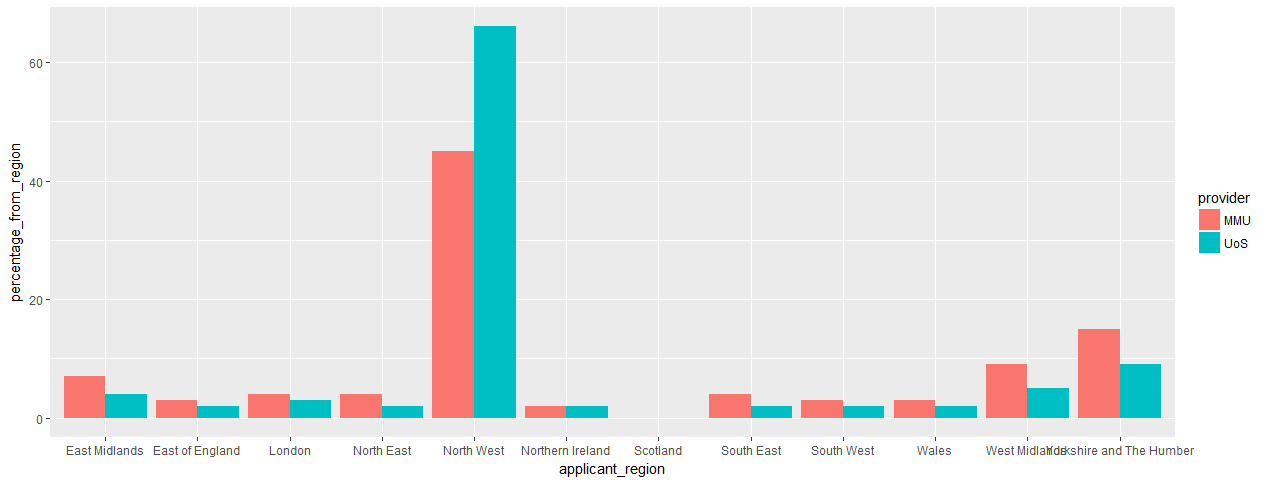 percentage_from_region
60
40
20
0
East Midlands East of England London North East North West Northern Ireland Scotland South East South West Wales West Midlands Yorkshire and The Humber
applicant_region
provider
MMU
UoS